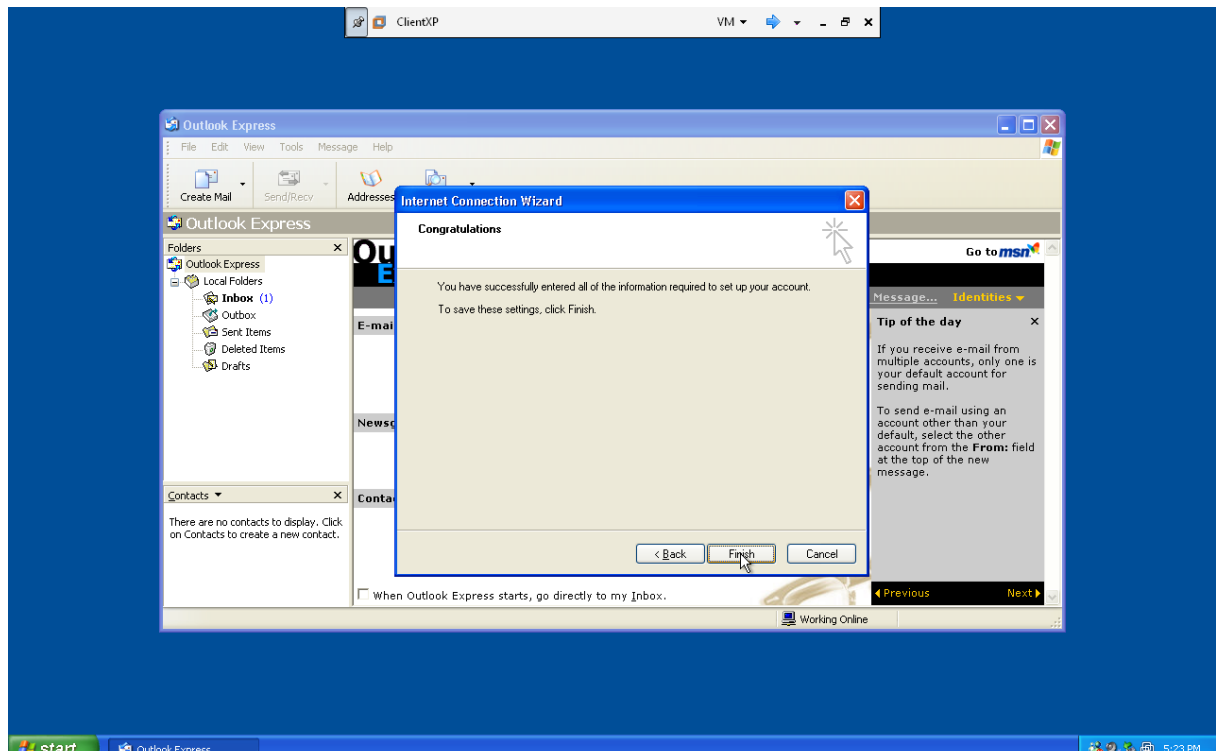 ClientXP VM
Outlook Express
File Edit View Tools Message Help
Create Mail Send/Recv Addresses
Internet Connection Wizard
Outlook Express
Congratulations
Folders x
Outlook Express
Local Folders
Inbox (1)
Outbox
Sent Items
Deleted Items
Drafts
You have successfully entered all of the information required to set up your account.
To save these settings, click Finish.
Ou
E
E-mai
Newsg
Conta
Go to msn
Message... Identities
Tip of the day x
If you receive e-mail from
multiple accounts, only one is
your default account for
sending mail.
To send e-mail using an
account other than your
default, select the other
account from the From: field
at the top of the new
message.
Contacts x
There are no contacts to display. Click
on Contacts to create a new contact.
< Back Finish Cancel
When Outlook Express starts, go directly to my Inbox.
Previous Next
Working Online
start Outlook Express 5:23 PM